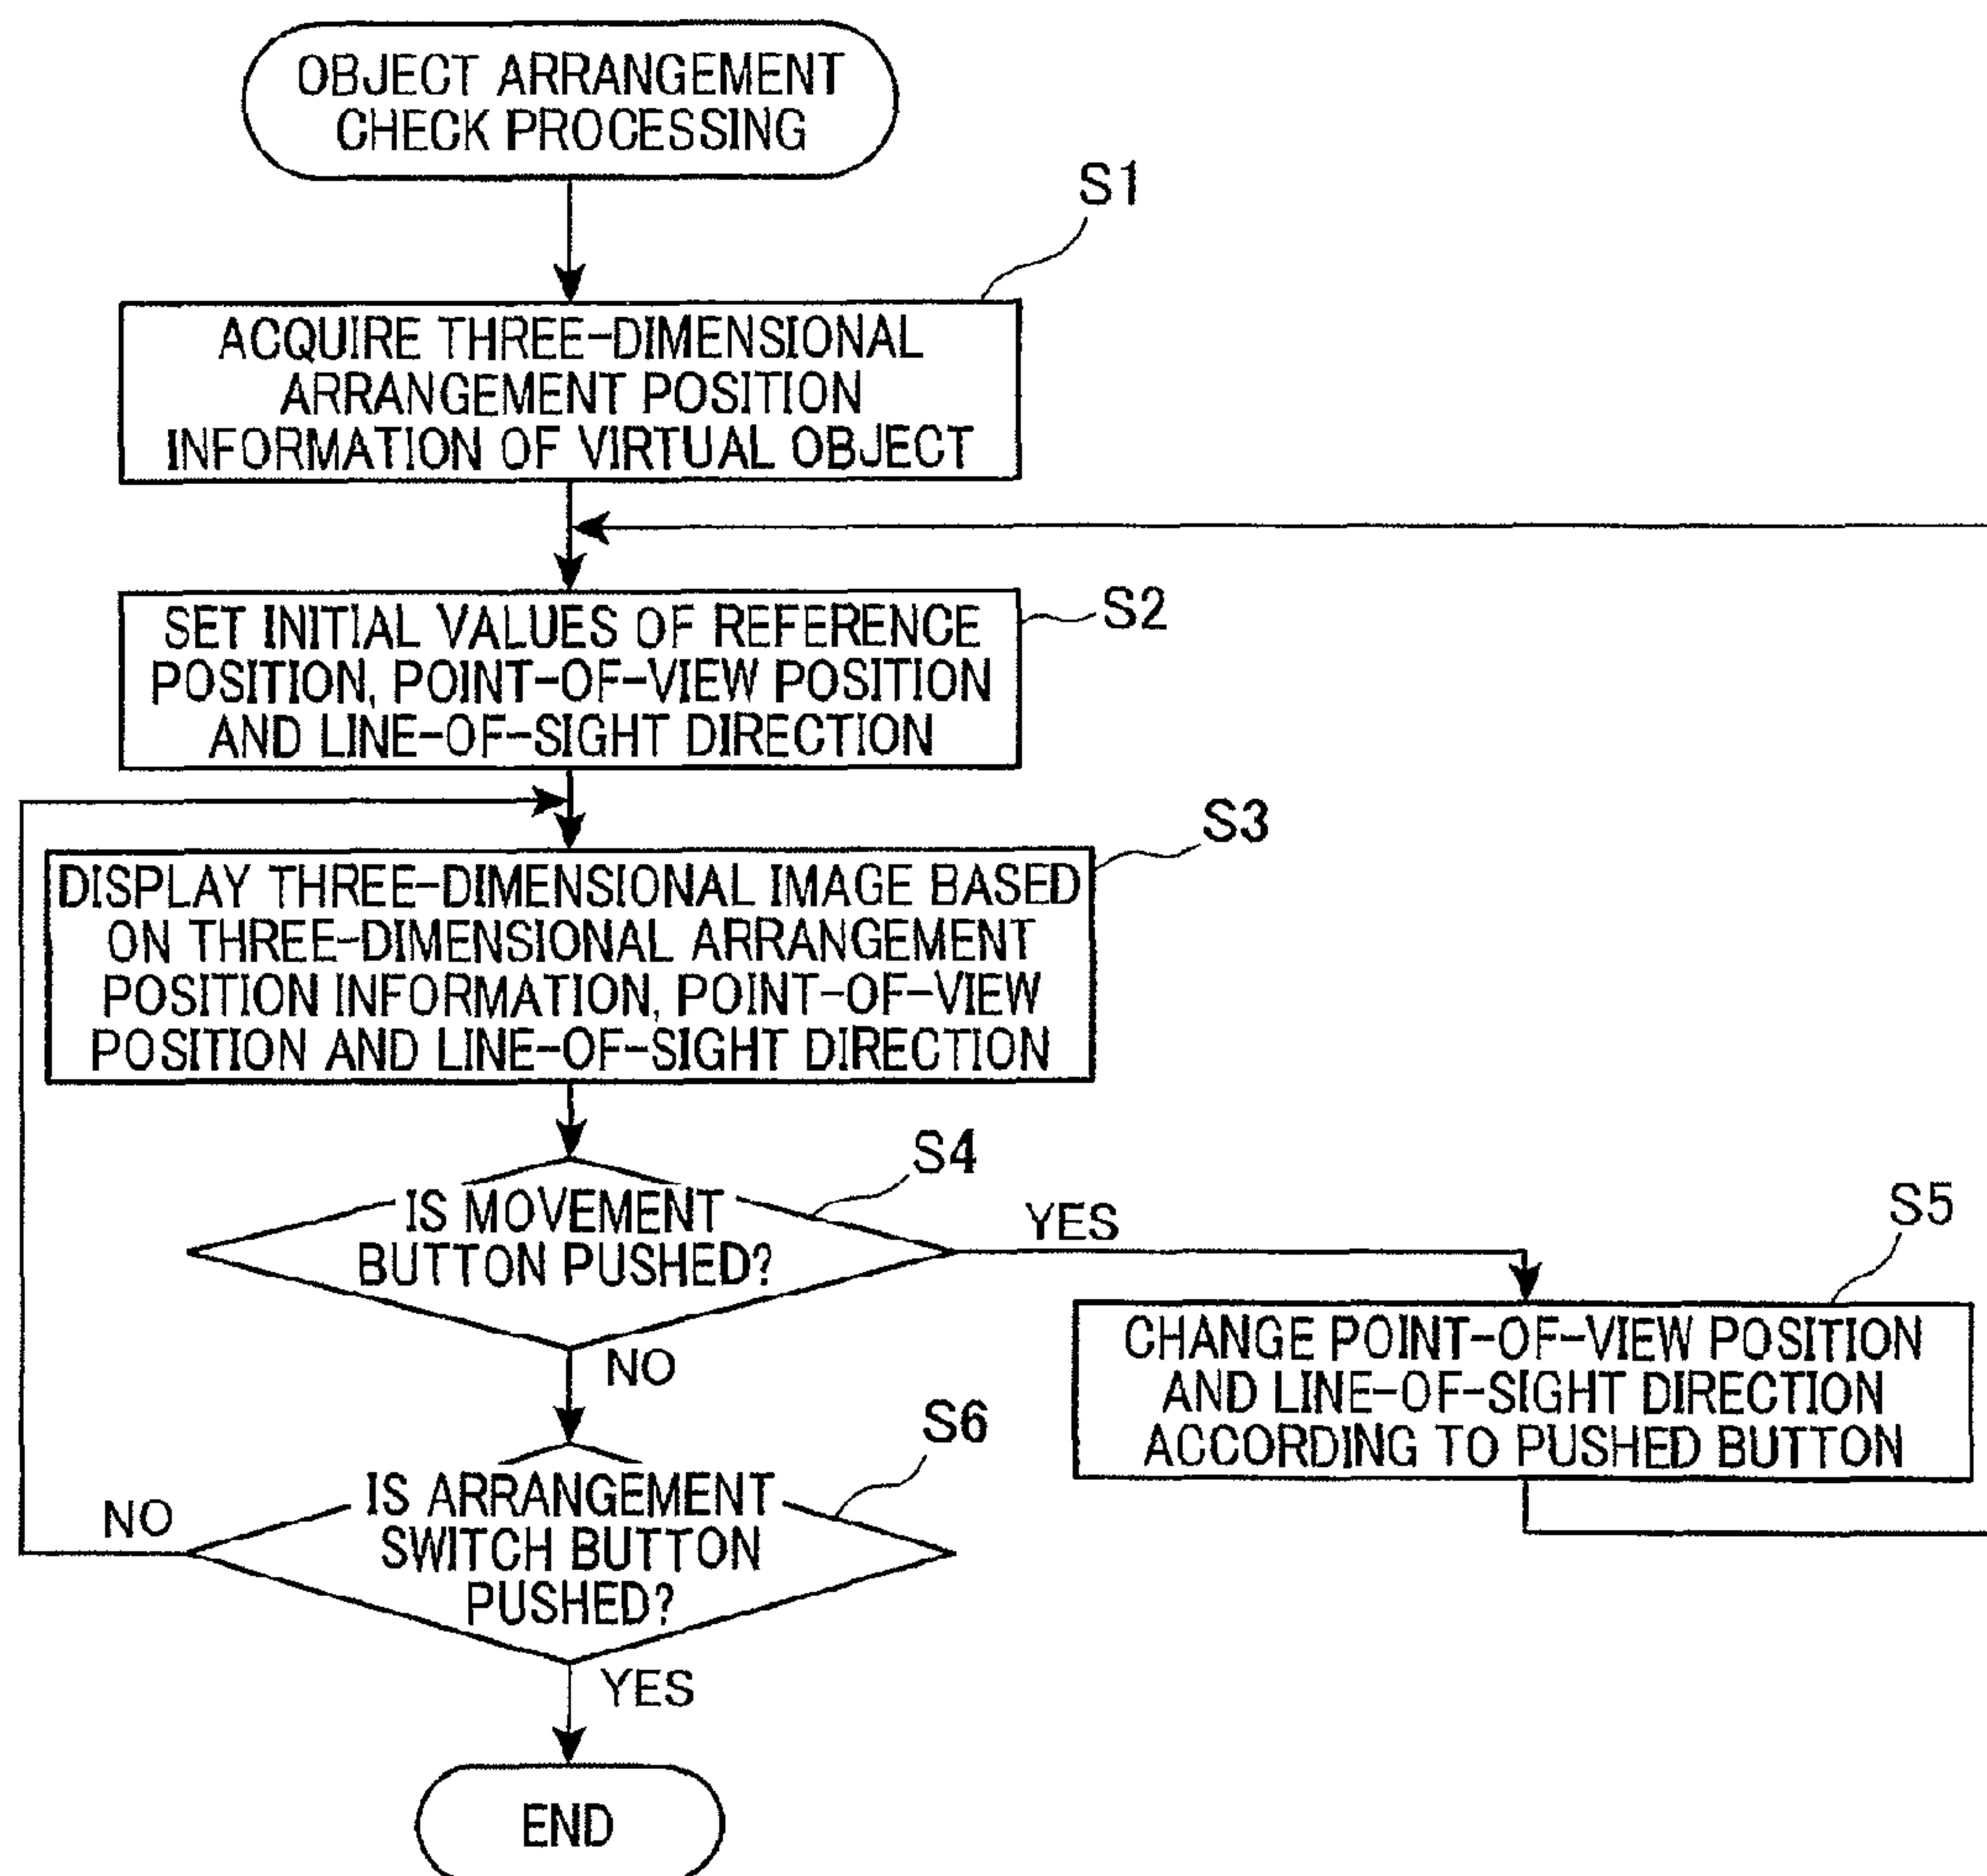 OBJECT ARRANGEMENT
CHECK PROCESSING
S1
ACQUIRE THREE-DIMENSIONAL
ARRANGEMENT POSITION
INFORMATION OF VIRTUAL OBJECT
S2
SET INITIAL VALUES OF REFERENCE
POSITION, POINT-OF-VIEW POSITION
AND LINE-OF-SIGHT DIRECTION
S3
DISPLAY THREE-DIMENSIONAL IMAGE BASED
ON THREE-DIMENSIONAL ARRANGEMENT
POSITION INFORMATION, POINT-OF-VIEW
POSITION AND LINE-OF-SIGHT DIRECTION
S4
IS MOVEMENT
BUTTON PUSHED?
YES
NO
S5
CHANGE POINT-OF-VIEW POSITION
AND LINE-OF-SIGHT DIRECTION
ACCORDING TO PUSHED BUTTON
S6
IS ARRANGEMENT
SWITCH BUTTON
PUSHED?
NO
YES
END